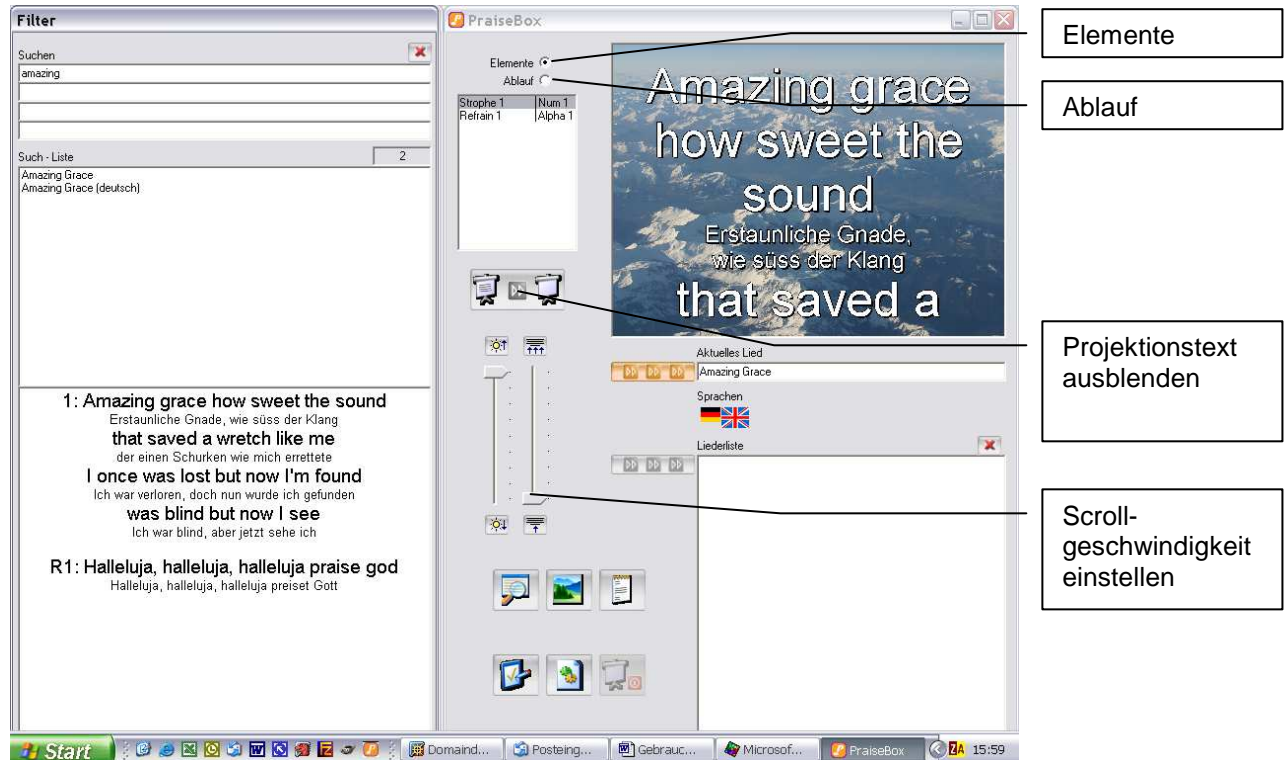 Filter
Suchen
amazing
Such - Liste
2
Amazing Grace
Amazing Grace (deutsch)
1: Amazing grace how sweet the sound
Erstaunliche Gnade, wie süss der Klang
that saved a wretch like me
der einen Schurken wie mich errettete
I once was lost but now I'm found
Ich war verloren, doch nun wurde ich gefunden
was blind but now I see
Ich war blind, aber jetzt sehe ich
R1: Halleluja, halleluja, halleluja praise god
Halleluja, halleluja, halleluja preiset Gott
PraiseBox
Elemente
Ablauf
Strophe 1 Num 1
Refrain 1 Alpha 1
Amazing grace
how sweet the
sound
Erstaunliche Gnade,
wie süss der Klang
that saved a
Aktuelles Lied
Amazing Grace
Sprachen
Liederliste
Elemente
Ablauf
Projektionstext
ausblenden
Scroll-
geschwindigkeit
einstellen
Start
Domaind...
Posteing...
Gebrauc...
Microsof...
PraiseBox
15:59